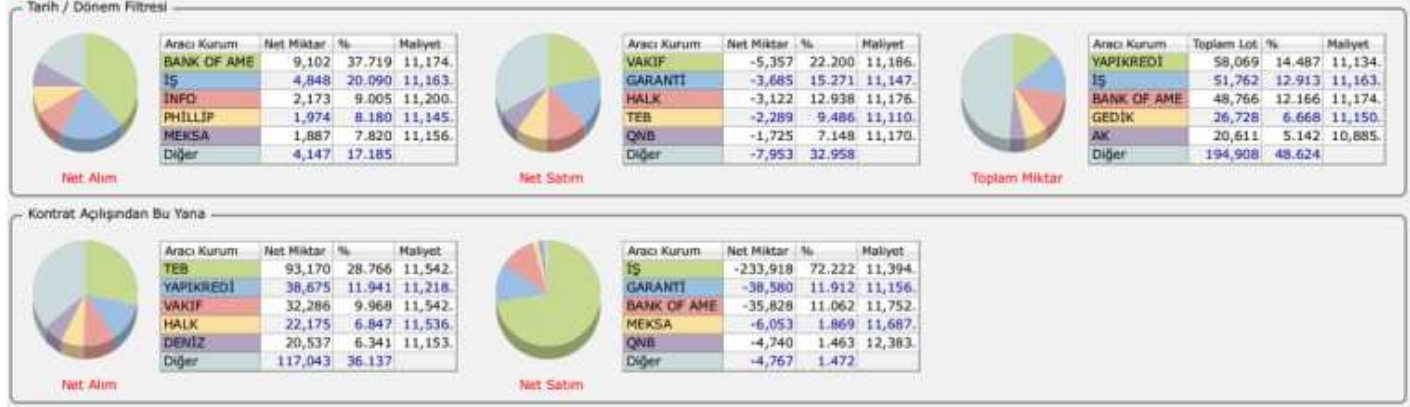 Tarih / Dönem Filtresi
Aracı Kurum Net Miktar % Maliyet
BANK OF AME 9,102 37.719 11,174.
İŞ 4,848 20.090 11,163.
İNFO 2,173 9.005 11,200.
PHİLLİP 1,974 8.180 11,145.
MEKSA 1,887 7.820 11,156.
Diğer 4,147 17.185
Net Alım
Aracı Kurum Net Miktar % Maliyet
VAKIF -5,357 22.200 11,186.
GARANTİ -3,685 15.271 11,147.
HALK -3,122 12.938 11,176.
TEB -2,289 9.486 11,110.
QNB -1,725 7.148 11,170.
Diğer -7,953 32.958
Net Satım
Aracı Kurum Toplam Lot % Maliyet
YAPIKREDİ 58,069 14.487 11,134.
İŞ 51,762 12.913 11,163.
BANK OF AME 48,766 12.166 11,174.
GEDİK 26,728 6.668 11,150.
AK 20,611 5.142 10,885.
Diğer 194,908 48.624
Toplam Miktar
Kontrat Açılışından Bu Yana
Aracı Kurum Net Miktar % Maliyet
TEB 93,170 28.766 11,542.
YAPIKREDİ 38,675 11.941 11,218.
VAKIF 32,286 9.968 11,542.
HALK 22,175 6.847 11,536.
DENİZ 20,537 6.341 11,153.
Diğer 117,043 36.137
Net Alım
Aracı Kurum Net Miktar % Maliyet
İŞ -233,918 72.222 11,394.
GARANTİ -38,580 11.912 11,156.
BANK OF AME -35,828 11.062 11,752.
MEKSA -6,053 1.869 11,687.
QNB -4,740 1.463 12,383.
Diğer -4,767 1.472
Net Satım